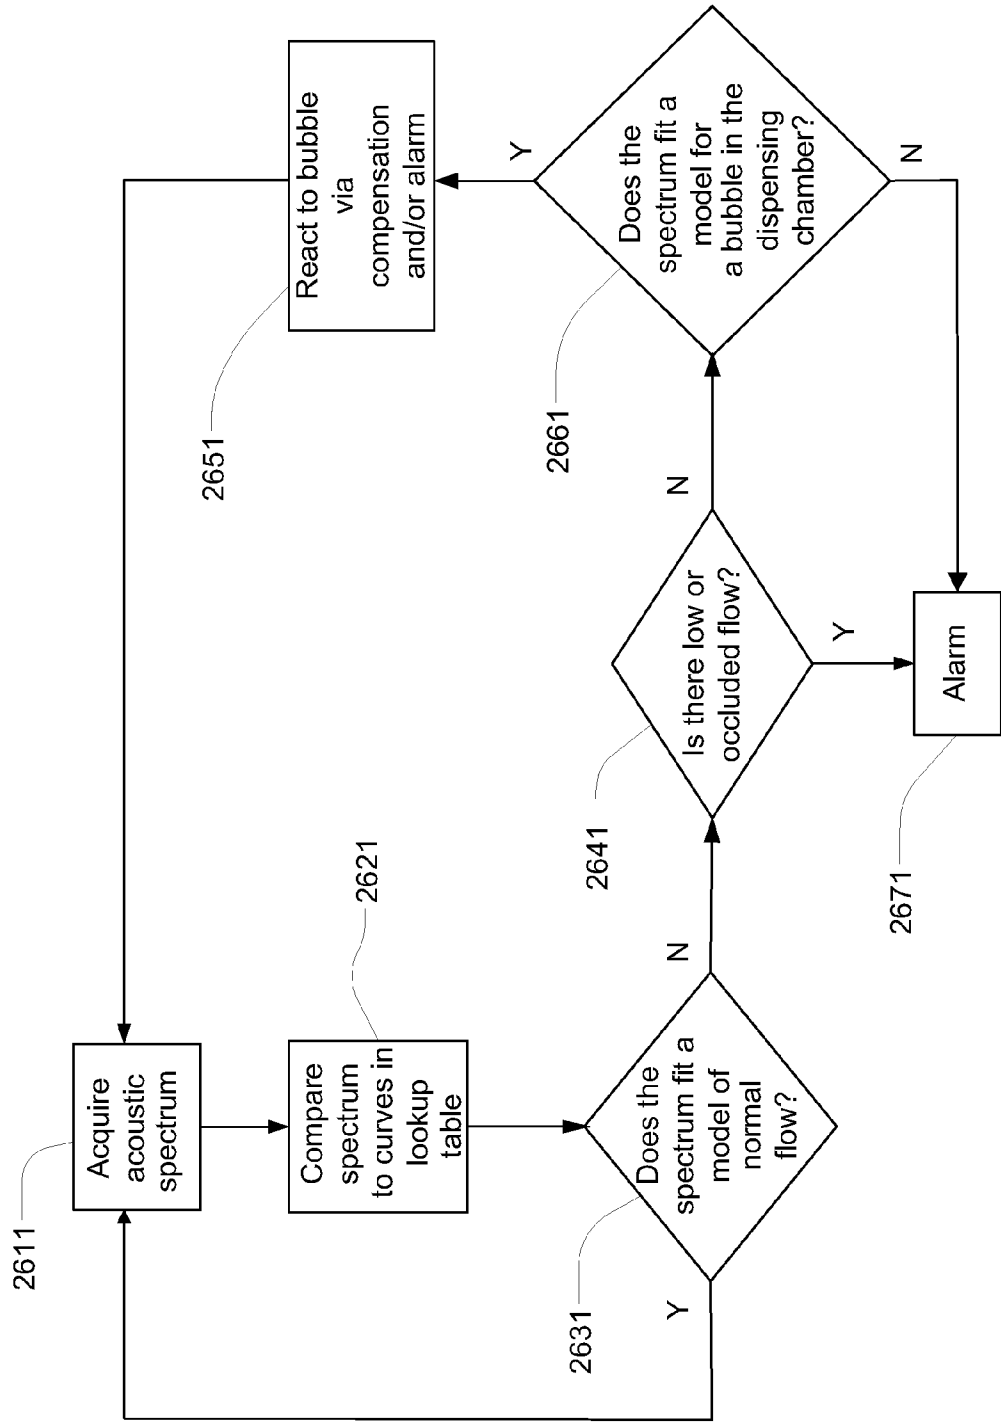 2611
Acquire
acoustic
spectrum
2621
Compare
spectrum
to curves in
lookup
table
2631
Does the
spectrum fit a
model of
normal
flow?
Y
N
2641
Is there low or
occluded flow?
Y
N
2661
Does the
spectrum fit a
model for
a bubble in the
dispensing
chamber?
Y
N
2651
React to bubble
via
compensation
and/or alarm
2671
Alarm